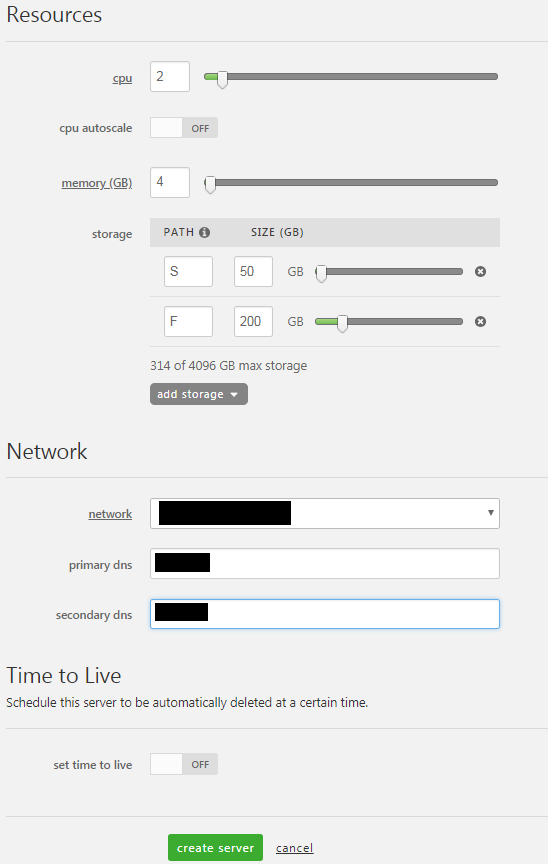 Resources
cpu 2
cpu autoscale OFF
memory (GB) 4
storage PATH SIZE (GB)
S 50 GB
F 200 GB
314 of 4096 GB max storage
add storage
Network
network
primary dns
secondary dns
Time to Live
Schedule this server to be automatically deleted at a certain time.
set time to live OFF
create server cancel